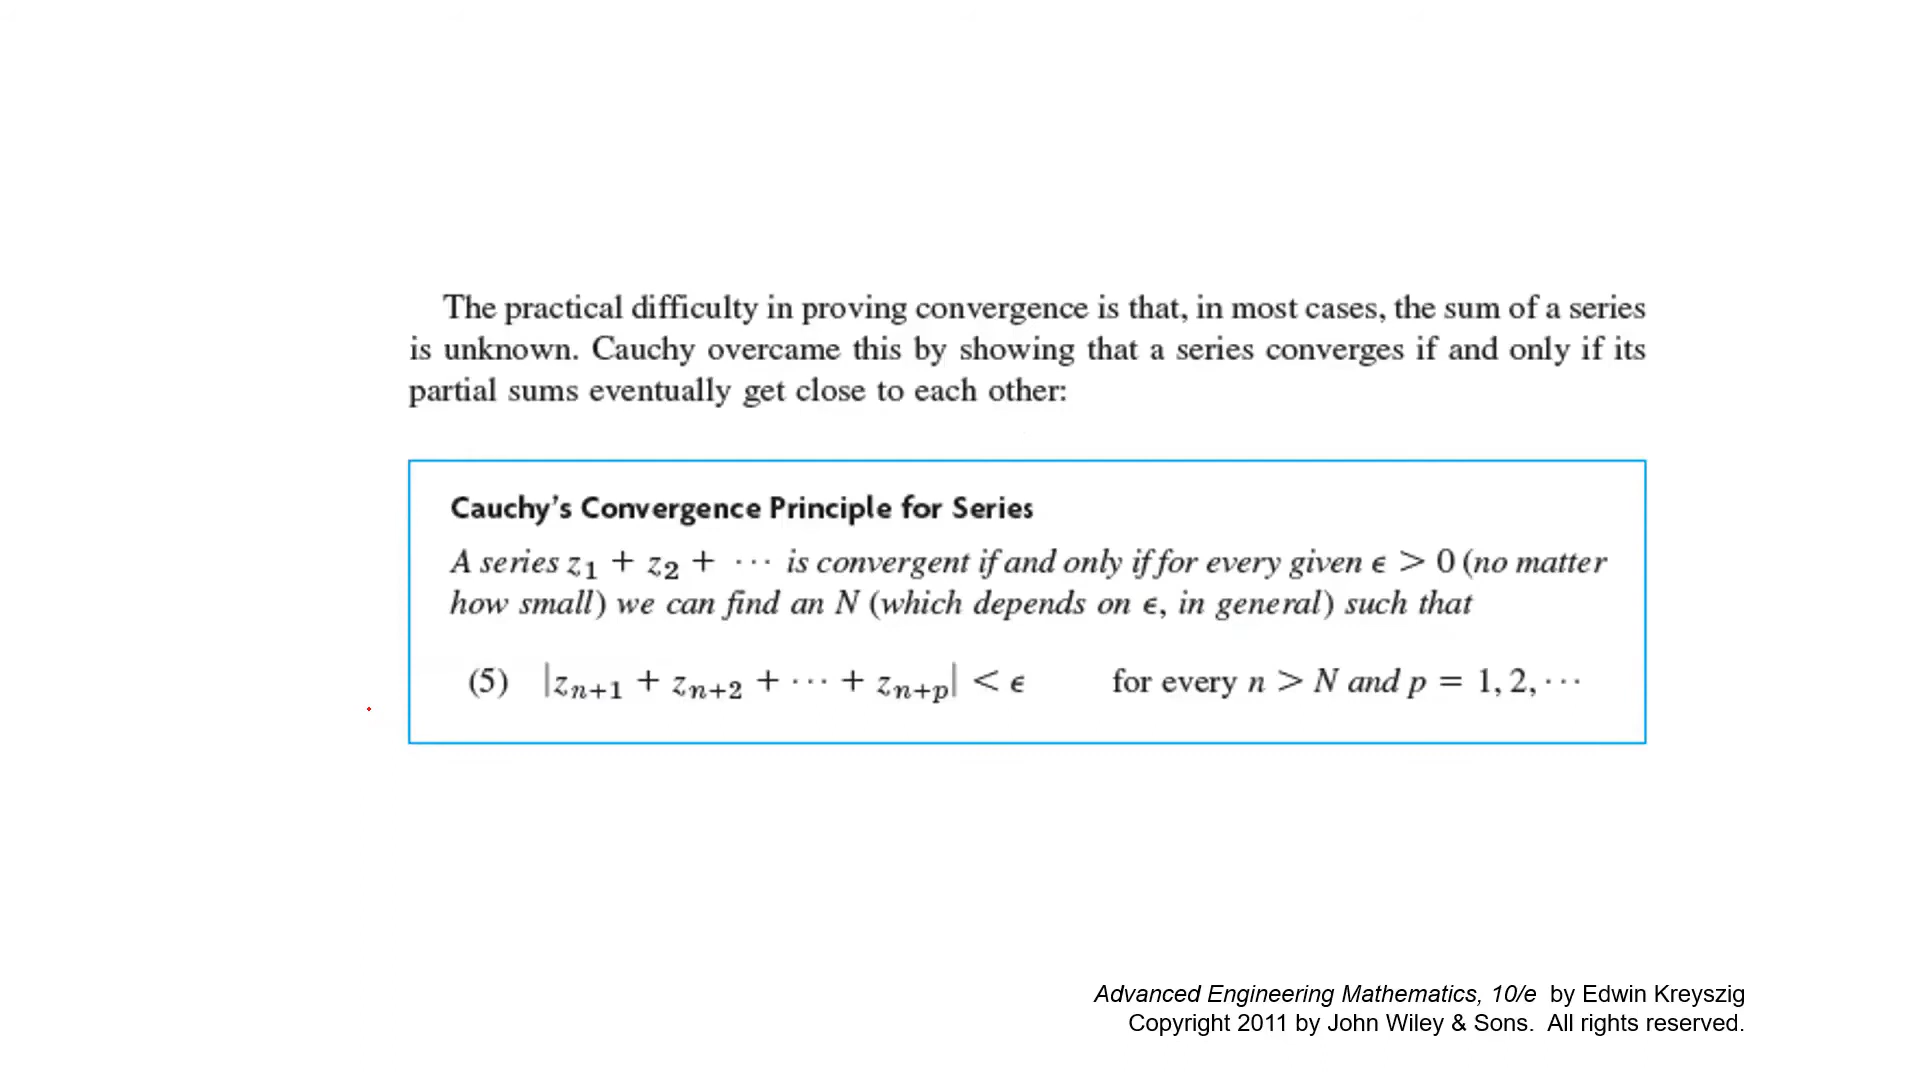 The practical difficulty in proving convergence is that, in most cases, the sum of a series
is unknown. Cauchy overcame this by showing that a series converges if and only if its
partial sums eventually get close to each other:
Cauchy’s Convergence Principle for Series
A series z₁ + z₂ + ··· is convergent if and only if for every given ϵ > 0 (no matter
how small) we can find an N (which depends on ϵ, in general) such that
(5) |zₙ₊₁ + zₙ₊₂ + ··· + zₙ₊ₚ| < ϵ for every n > N and p = 1, 2, ···
Advanced Engineering Mathematics, 10/e by Edwin Kreyszig
Copyright 2011 by John Wiley & Sons. All rights reserved.